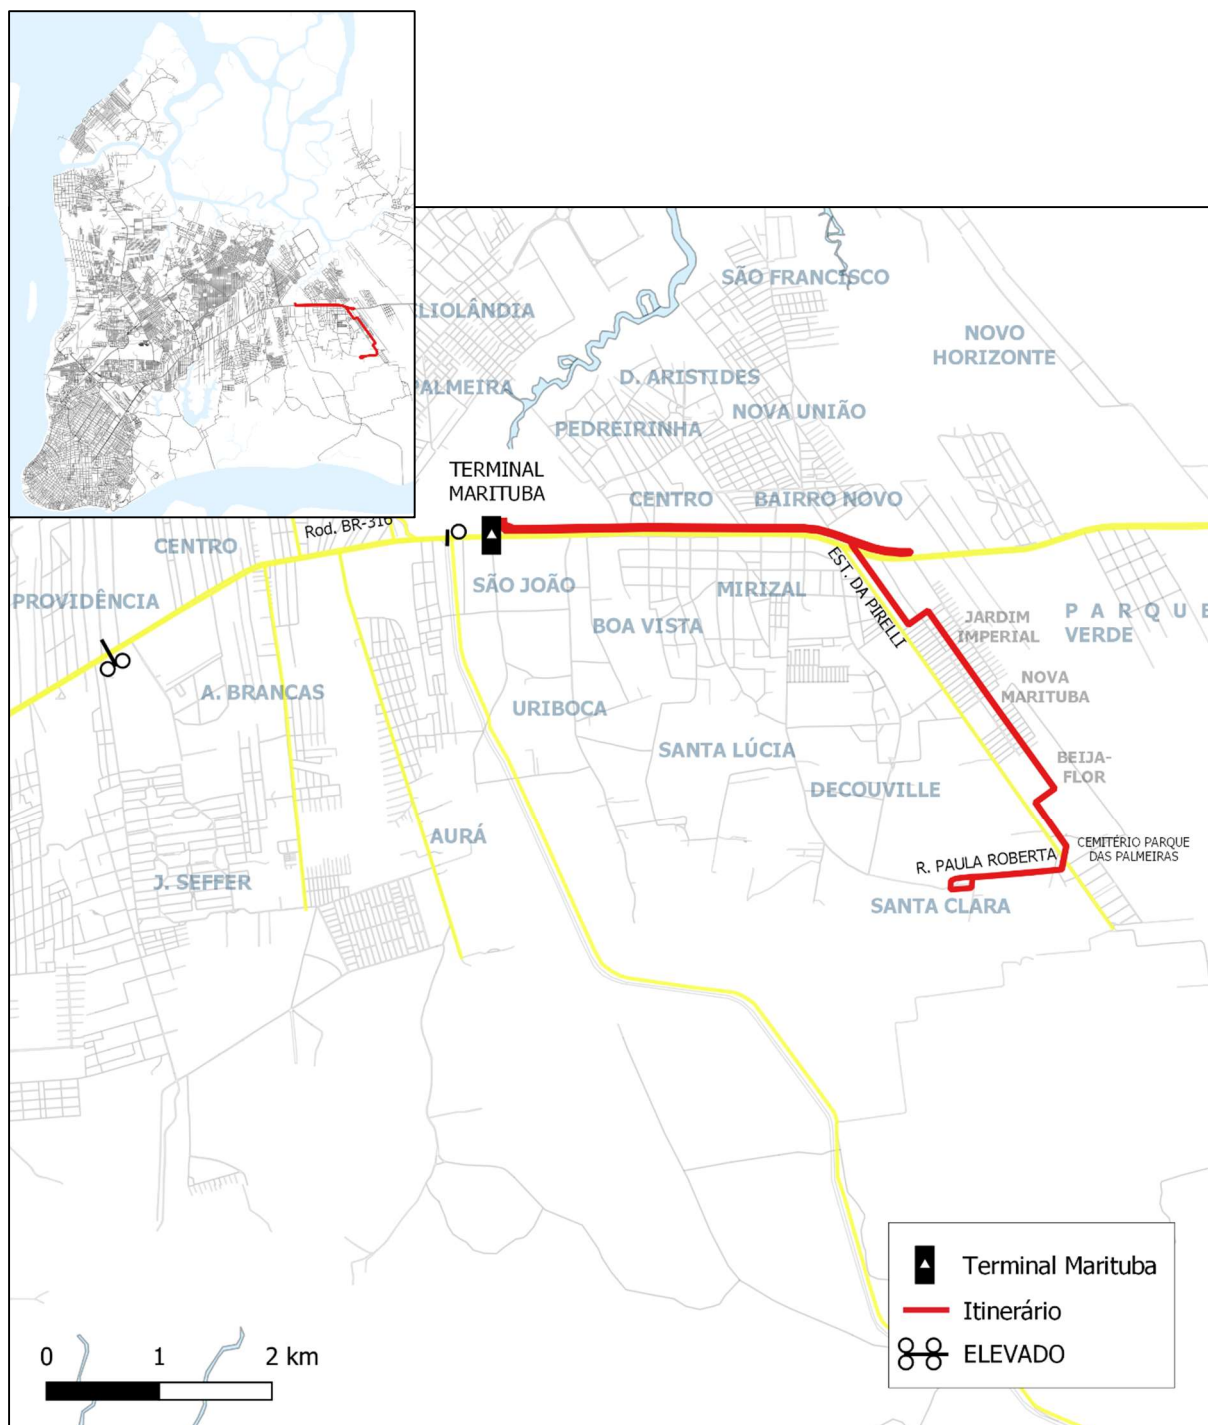 SÃO FRANCISCO
NOVO
HORIZONTE
LIOLÂNDIA
D. ARISTIDES
PALMEIRA
NOVA UNIÃO
PEDREIRINHA
TERMINAL
MARITUBA
CENTRO
BAIRRO NOVO
Rod. BR-316
CENTRO
PROVIDÊNCIA
SÃO JOÃO
MIRIZAL
EST. DA PIRELLI
BOA VISTA
JARDIM
IMPERIAL
PARQUE
VERDE
NOVA
MARITUBA
A. BRANCAS
URIBOCA
SANTA LÚCIA
BEIJA-
FLOR
DECOUVILLE
AURÁ
CEMITÉRIO PARQUE
DAS PALMEIRAS
R. PAULA ROBERTA
J. SEFFER
SANTA CLARA
Terminal Marituba
Itinerário
ELEVADO
0 1 2 km